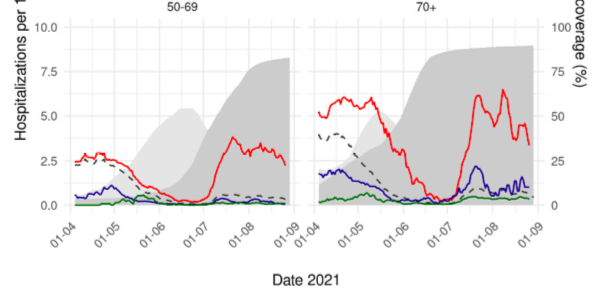 50-69 70+
Hospitalizations per 1
coverage (%)
10.0 100
7.5 75
5.0 50
2.5 25
0.0 0
01-04 01-05 01-06 01-07 01-08 01-09 01-04 01-05 01-06 01-07 01-08 01-09
Date 2021